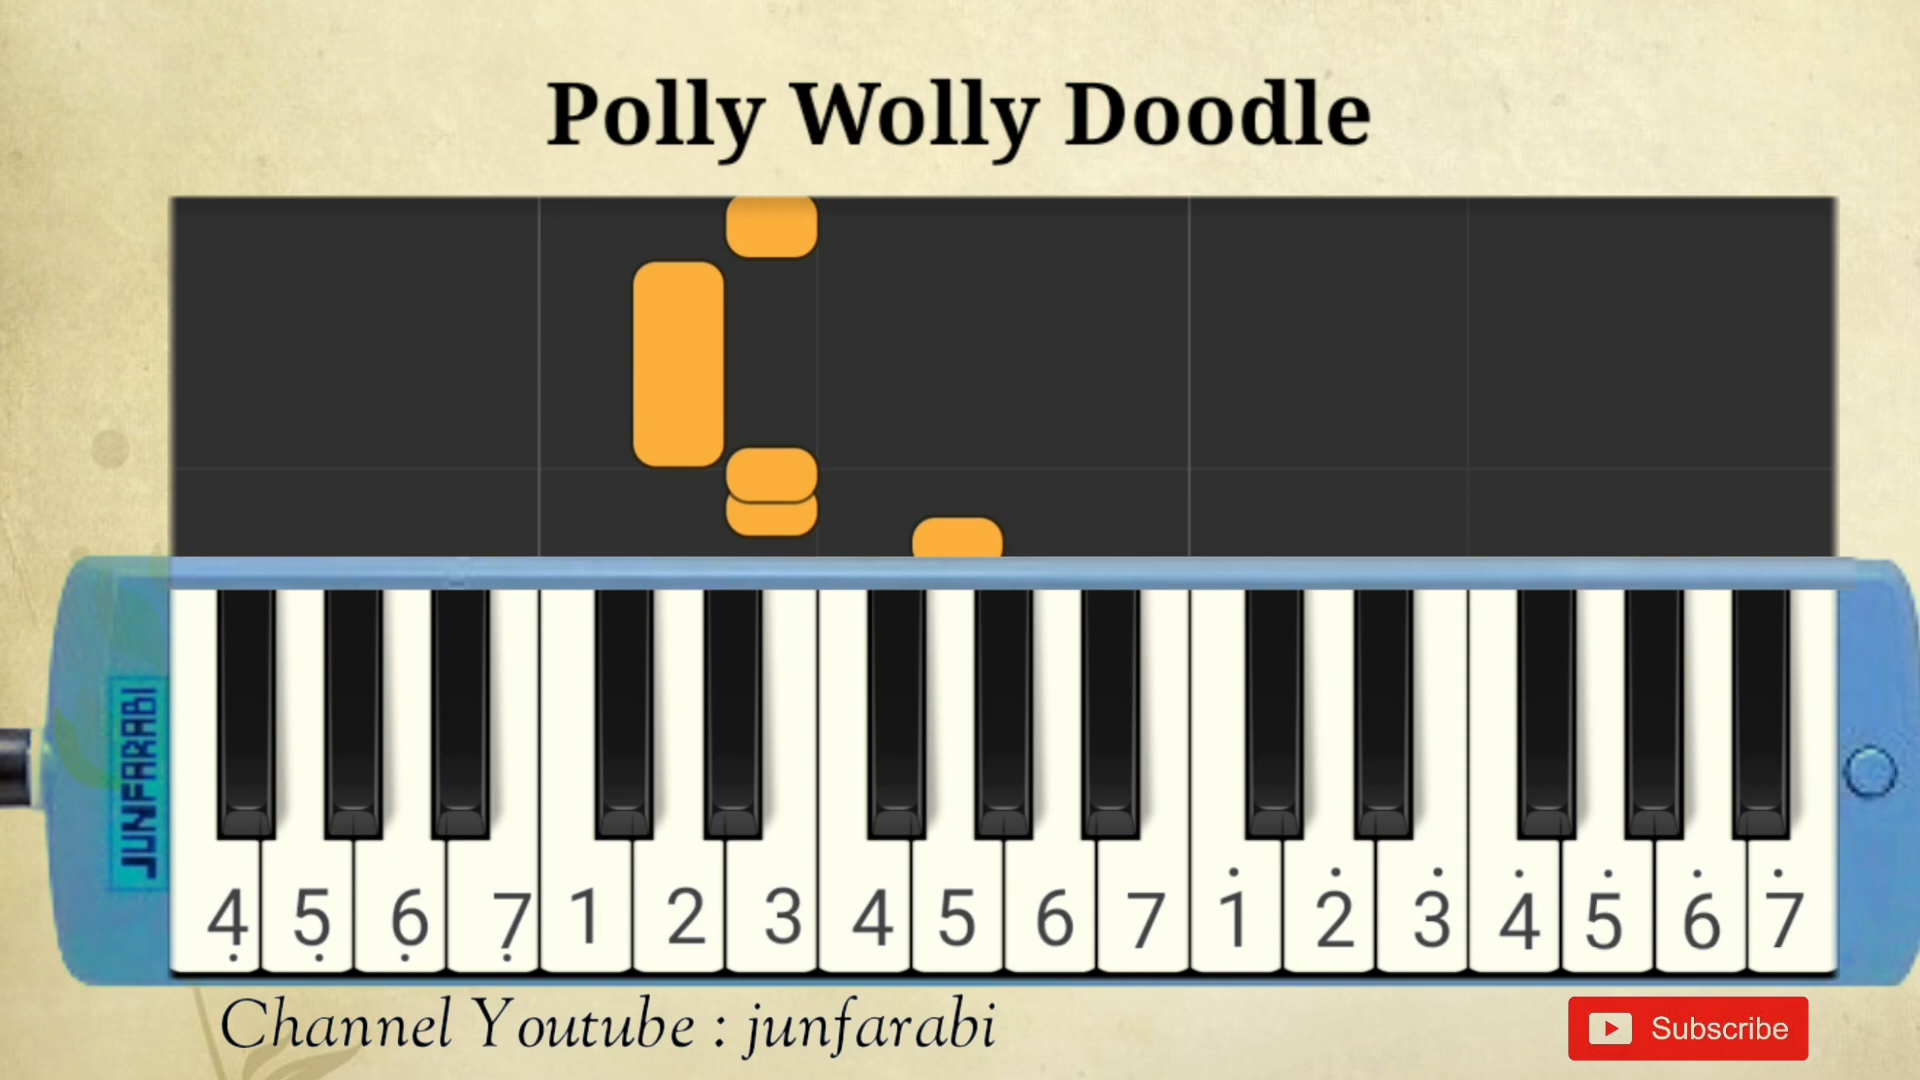 Polly Wolly Doodle
JUNFARABI
4̣ 5̣ 6̣ 7̣ 1 2 3 4 5 6 7 1̇ 2̇ 3̇ 4̇ 5̇ 6̇ 7̇
Channel Youtube : junfarabi
Subscribe